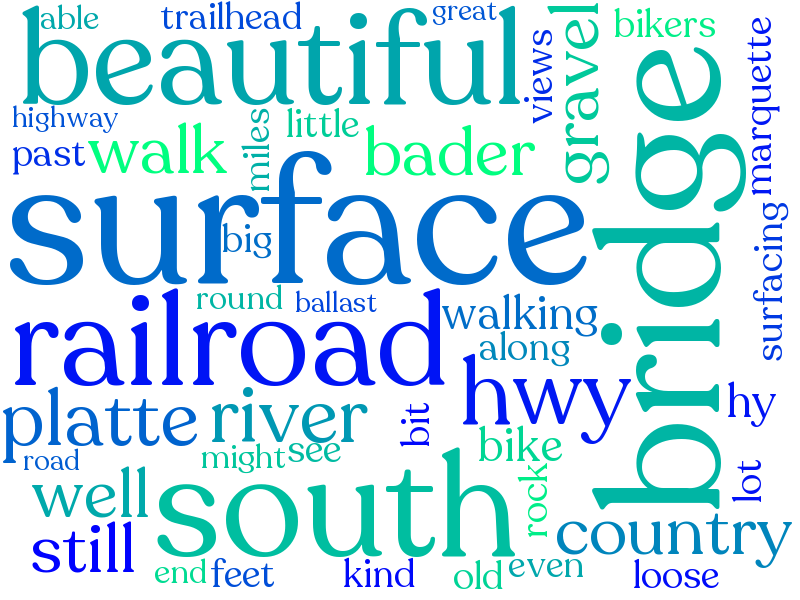 able
trailhead
great
bikers
beautiful
views
gravel
marquette
highway
miles
little
past
walk
bader
bridge
surface
big
surfacing
round
ballast
railroad
walking
along
hwy
platte
river
bit
hy
bike
road
might
see
well
south
rock
lot
still
country
end
feet
kind
old
even
loose